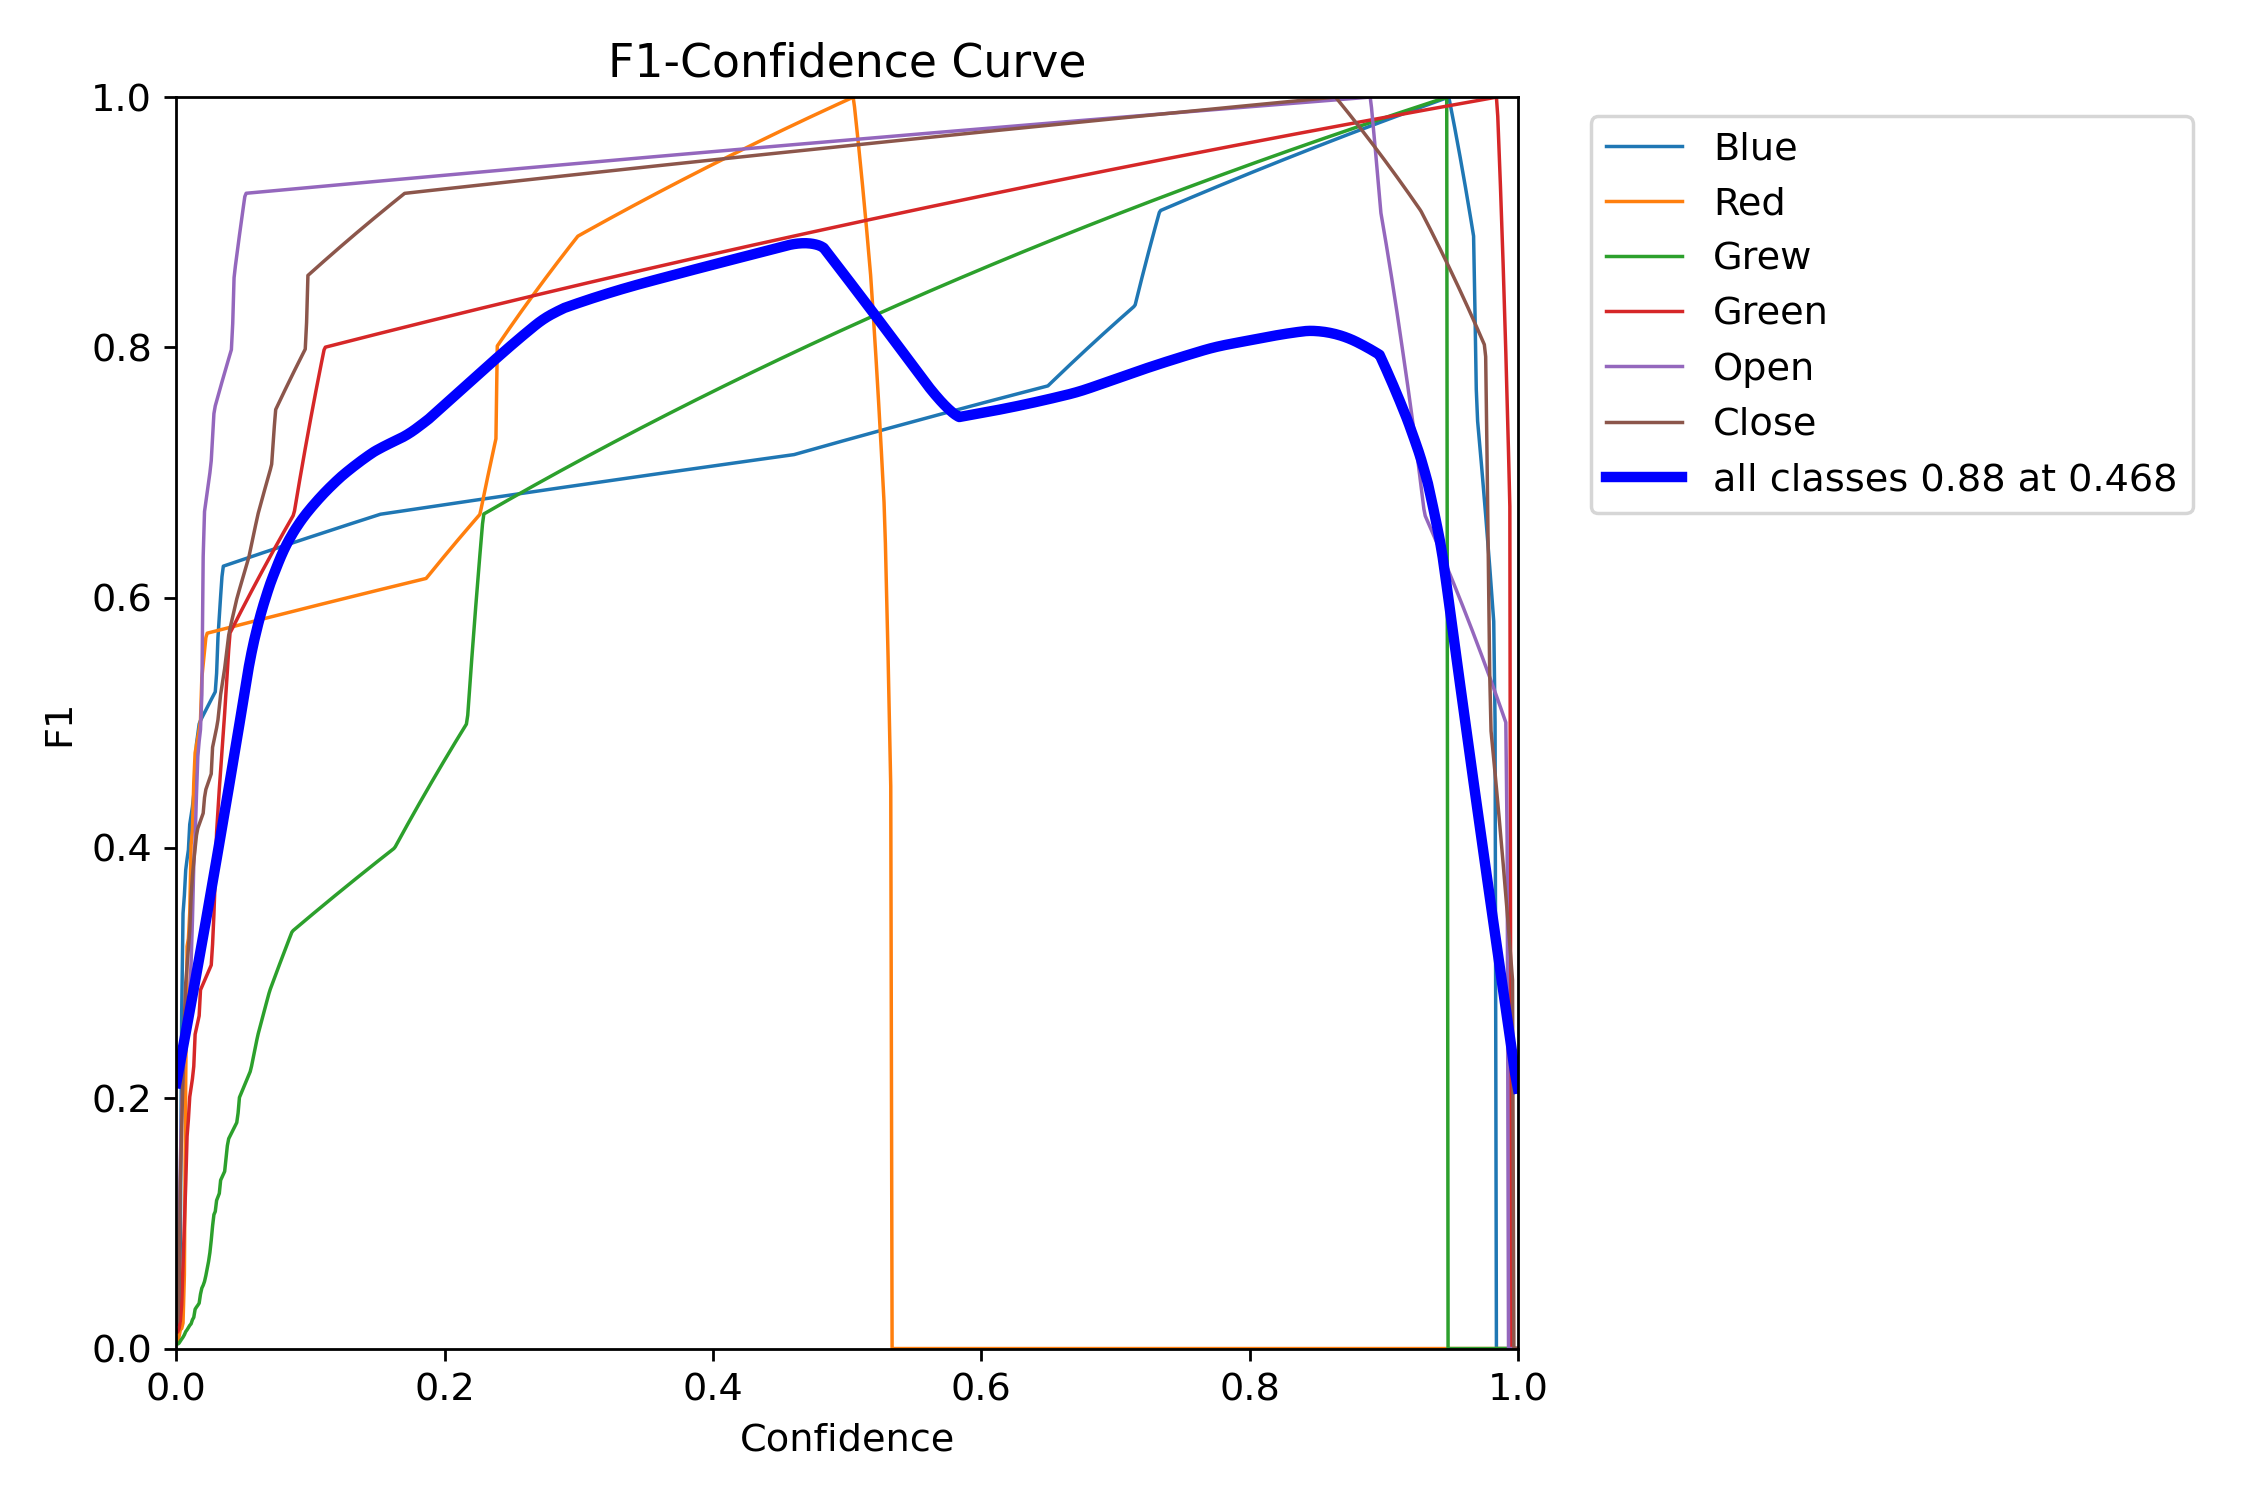 F1-Confidence Curve
1.0
0.8
0.6
0.4
0.2
0.0
F1
0.0 0.2 0.4 0.6 0.8 1.0
Confidence
Blue
Red
Grew
Green
Open
Close
all classes 0.88 at 0.468